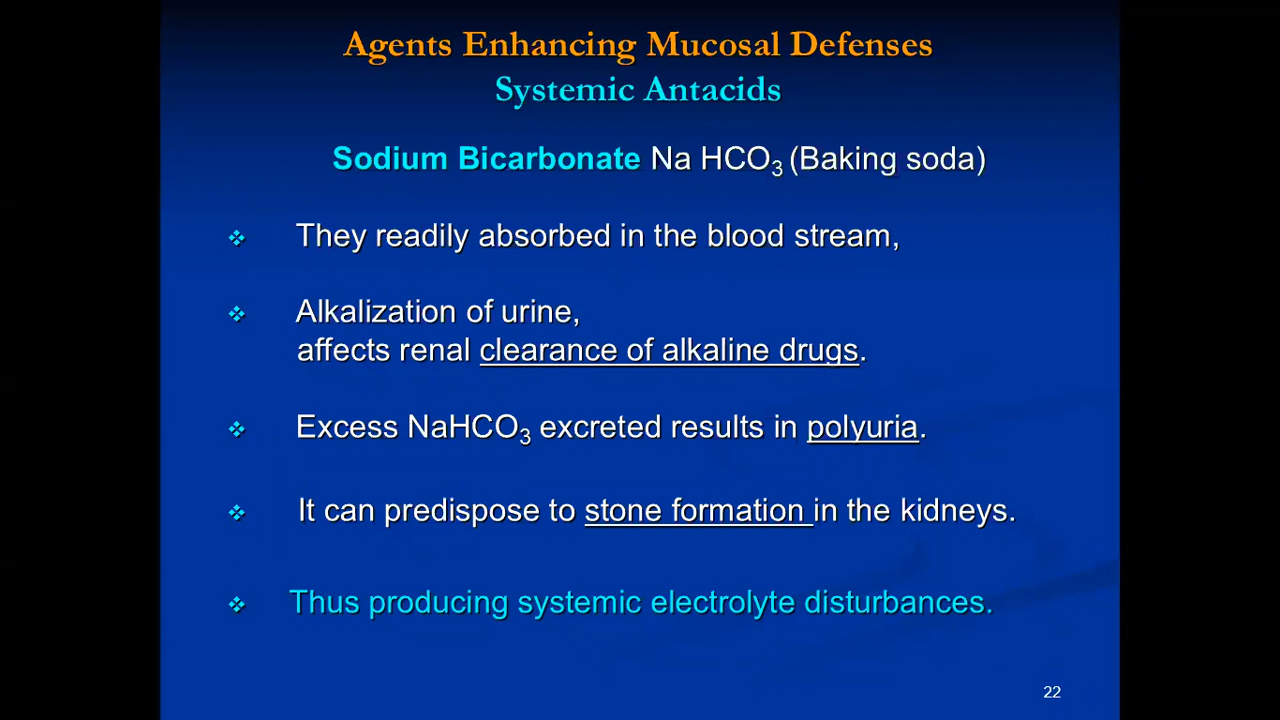 Agents Enhancing Mucosal Defenses
Systemic Antacids
Sodium Bicarbonate Na HCO3 (Baking soda)
❖ They readily absorbed in the blood stream,
❖ Alkalization of urine,
affects renal clearance of alkaline drugs.
❖ Excess NaHCO3 excreted results in polyuria.
❖ It can predispose to stone formation in the kidneys.
❖ Thus producing systemic electrolyte disturbances.
22